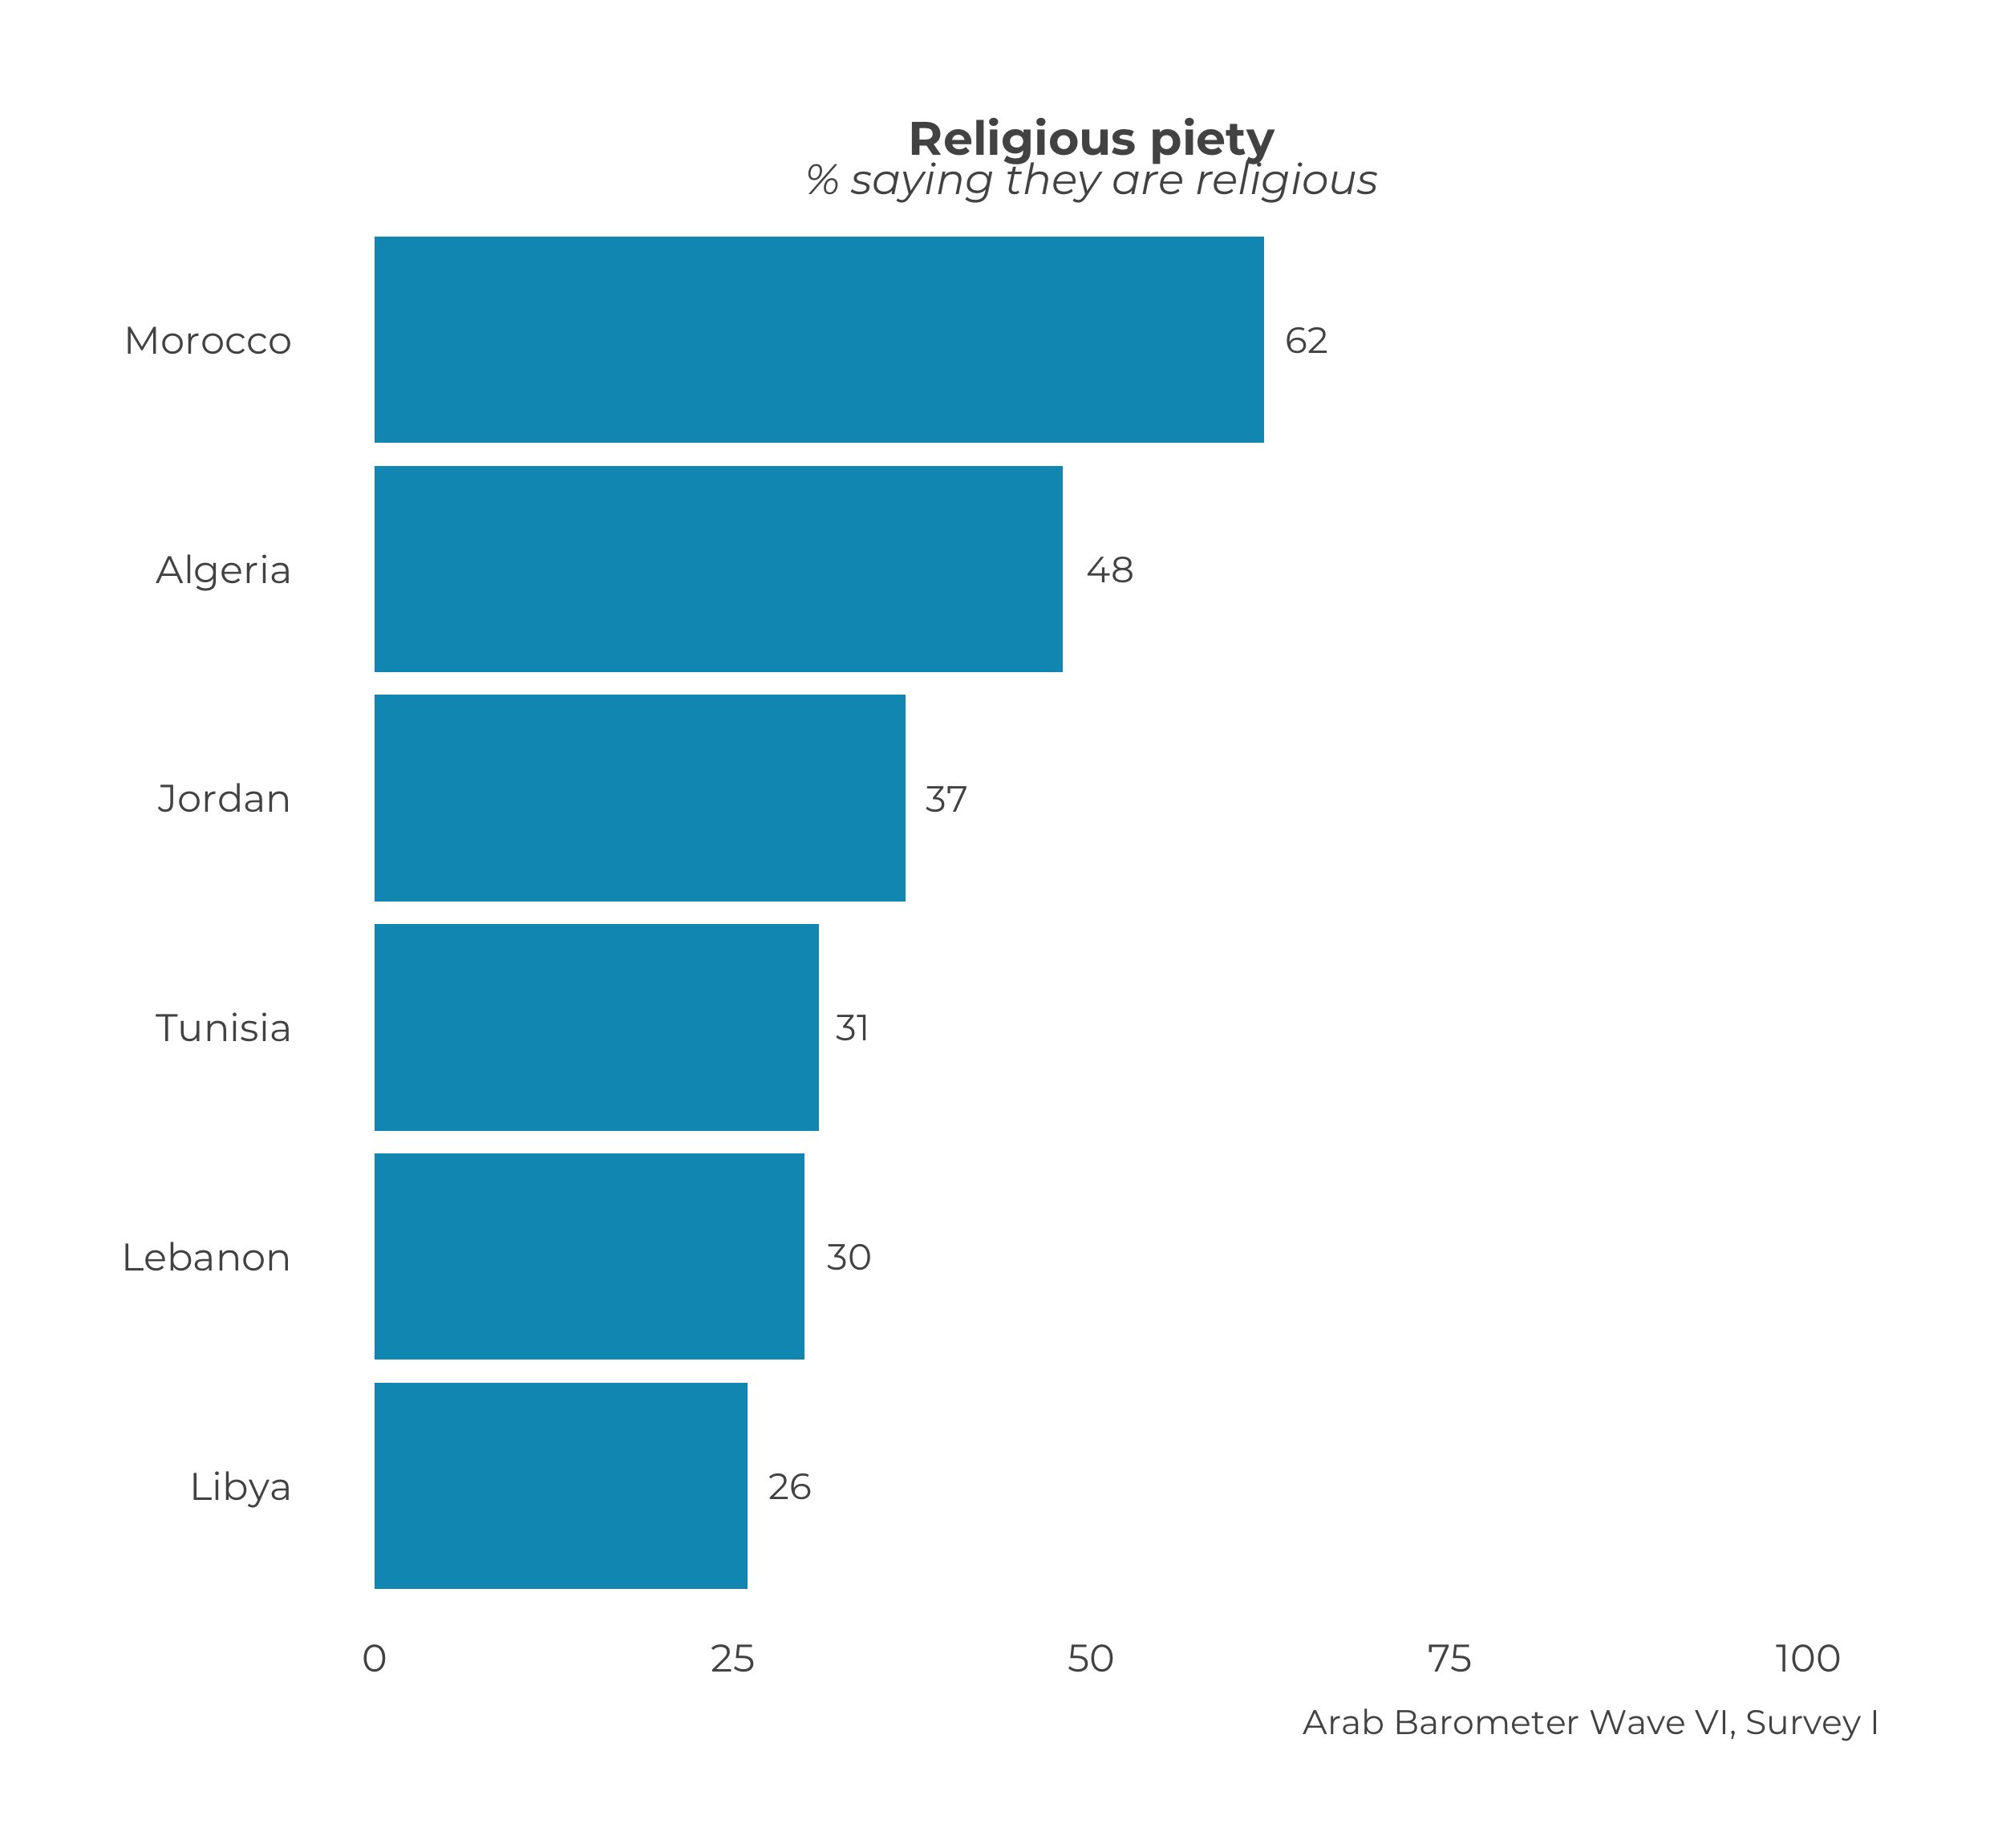 Religious piety
% saying they are religious
Morocco 62
Algeria 48
Jordan 37
Tunisia 31
Lebanon 30
Libya 26
0 25 50 75 100
Arab Barometer Wave VI, Survey I